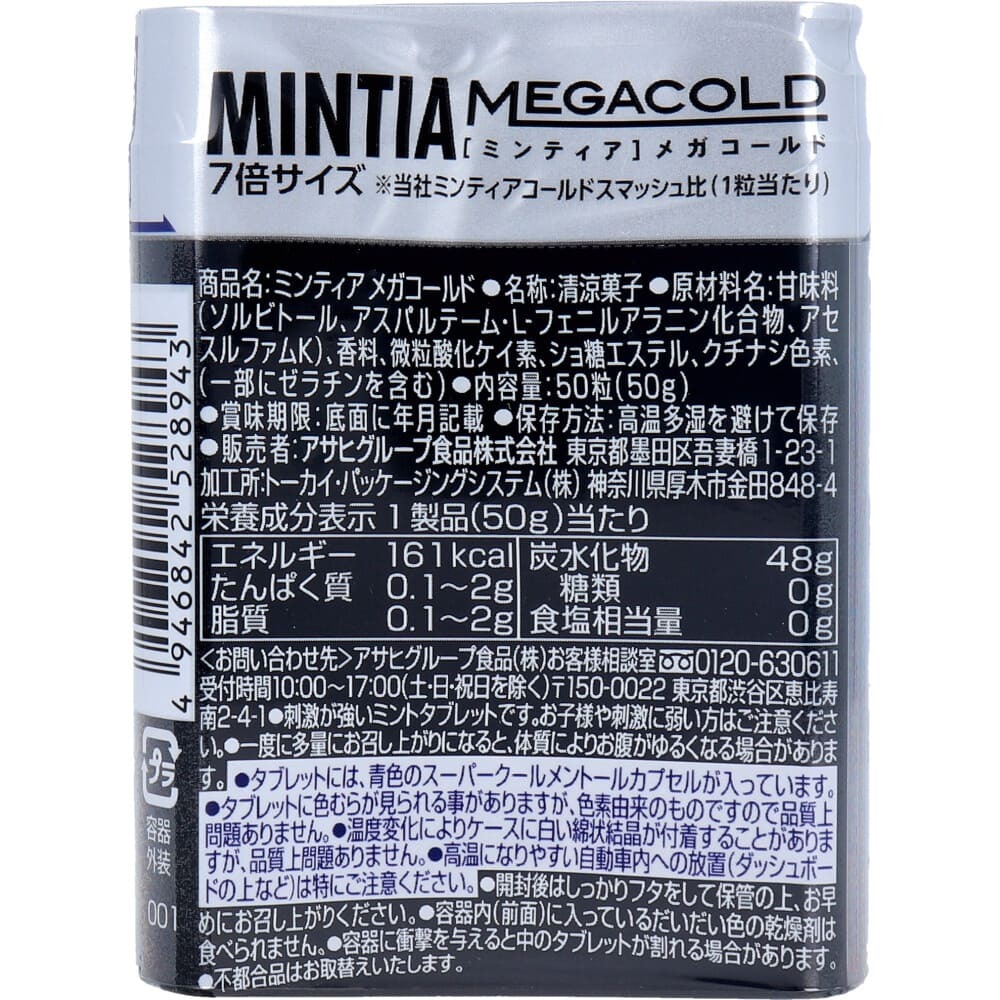 MINTIA MEGACOLD
[ミンティア]メガコールド
7倍サイズ ※当社ミンティアコールドスマッシュ比(1粒当たり)
商品名:ミンティア メガコールド●名称:清涼菓子●原材料名:甘味料
(ソルビトール、アスパルテーム・L-フェニルアラニン化合物、アセ
スルファムK)、香料、微粒酸化ケイ素、ショ糖エステル、クチナシ色素、
(一部にゼラチンを含む)●内容量:50粒(50g)
●賞味期限:底面に年月記載 ●保存方法:高温多湿を避けて保存
●販売者:アサヒグループ食品株式会社 東京都墨田区吾妻橋1-23-1
加工所:トーカイ・パッケージングシステム(株) 神奈川県厚木市金田848-4
栄養成分表示 1製品(50g)当たり
エネルギー 161kcal 炭水化物 48g
たんぱく質 0.1〜2g 糖類 0g
脂質 0.1〜2g 食塩相当量 0g
<お問い合わせ先>アサヒグループ食品(株)お客様相談室 0120-630611
受付時間10:00〜17:00(土・日・祝日を除く)〒150-0022 東京都渋谷区恵比寿
南2-4-1●刺激が強いミントタブレットです。お子様や刺激に弱い方はご注意くださ
い。●一度に多量にお召し上がりになると、体質によりお腹がゆるくなる場合がありま
す。●タブレットには、青色のスーパークールメントールカプセルが入っています。
●タブレットに色むらが見られる事がありますが、色素由来のものですので品質上
問題ありません。●温度変化によりケースに白い綿状結晶が付着することがありま
すが、品質上問題ありません。●高温になりやすい自動車内への放置(ダッシュボー
ドの上など)は特にご注意ください。●開封後はしっかりフタをして保管の上、お早
めにお召し上がりください。●容器内(前面)に入っているだいだい色の乾燥剤は
食べられません。●容器に衝撃を与えると中のタブレットが割れる場合があります。
●不都合品はお取替えいたします。
4 946842 528943
プラ
容器
外装
001